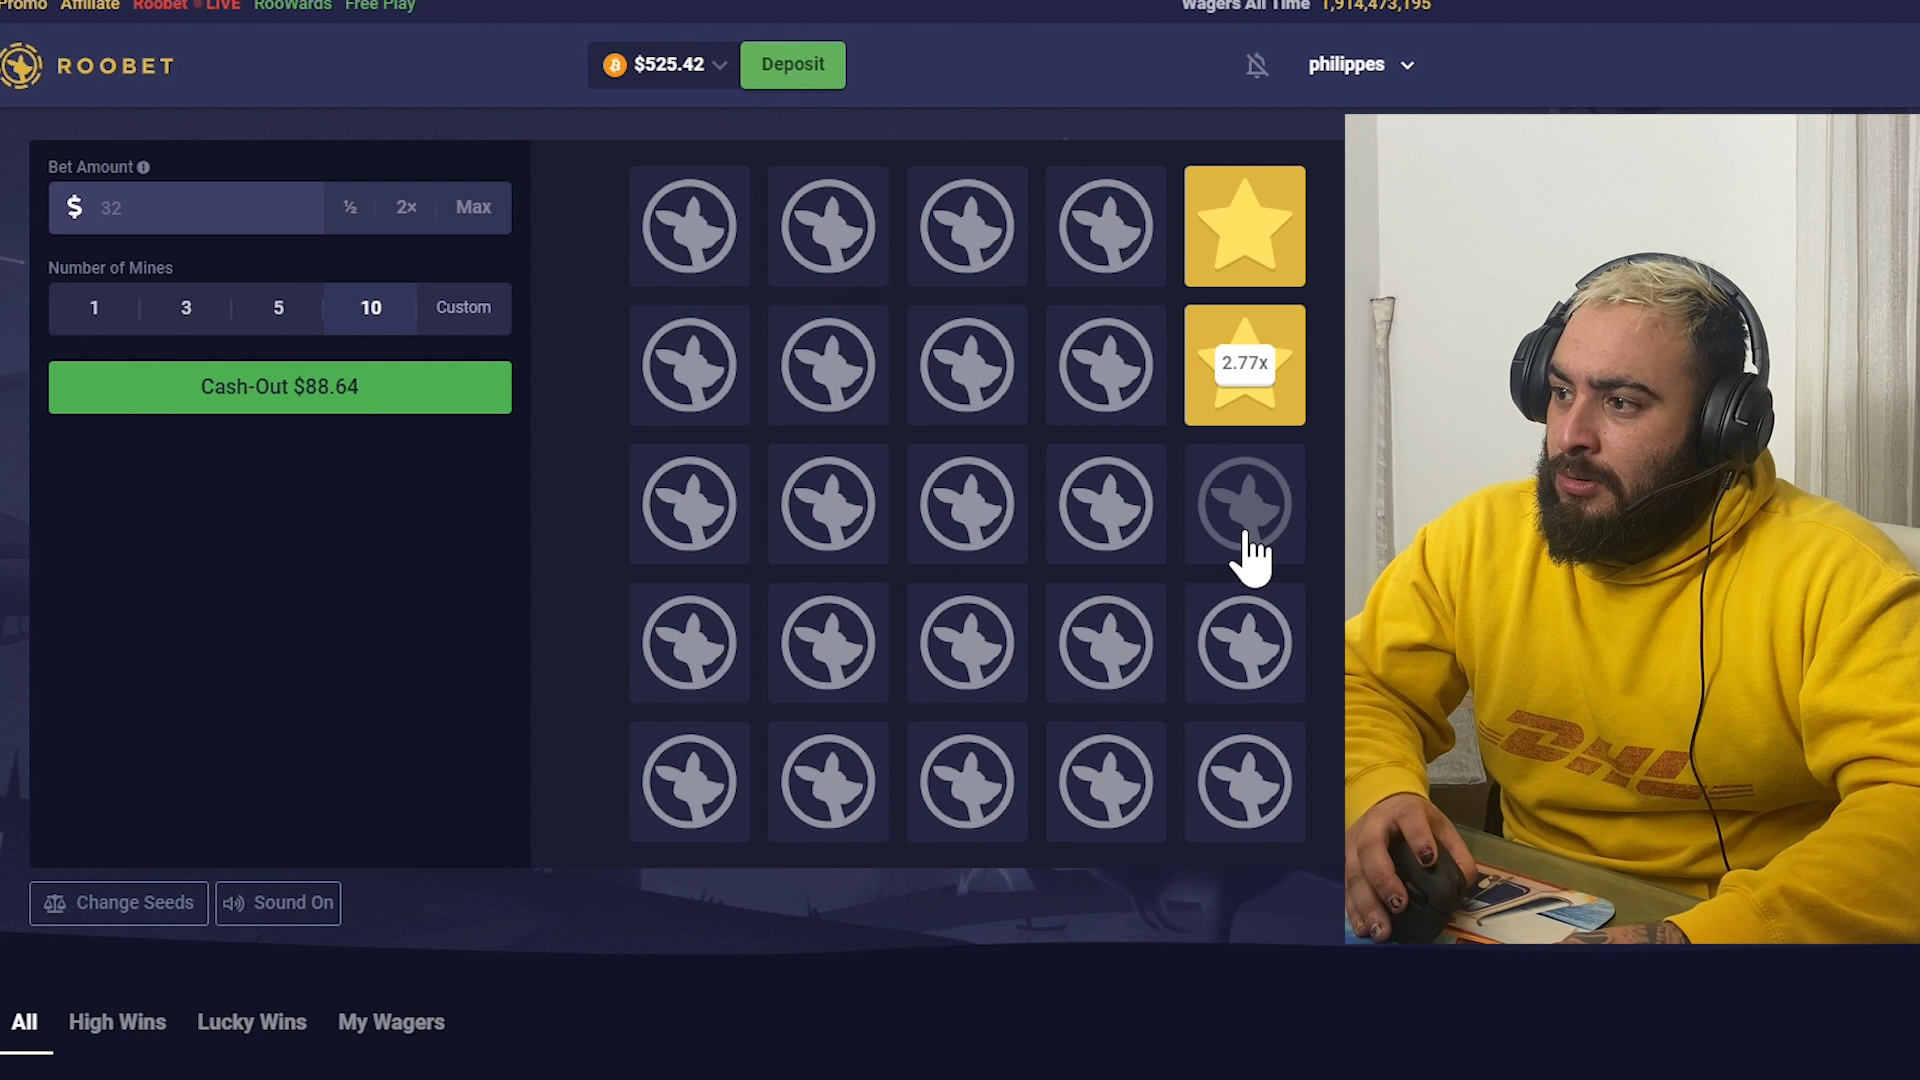 Promo Affiliate Roobet • LIVE RooWards Free Play
Wagers All Time 1,914,473,195
ROOBET
$525.42
Deposit
philippes
Bet Amount
$ 32 ½ 2× Max
Number of Mines
1 3 5 10 Custom
Cash-Out $88.64
2.77x
DHL
Change Seeds
Sound On
All High Wins Lucky Wins My Wagers